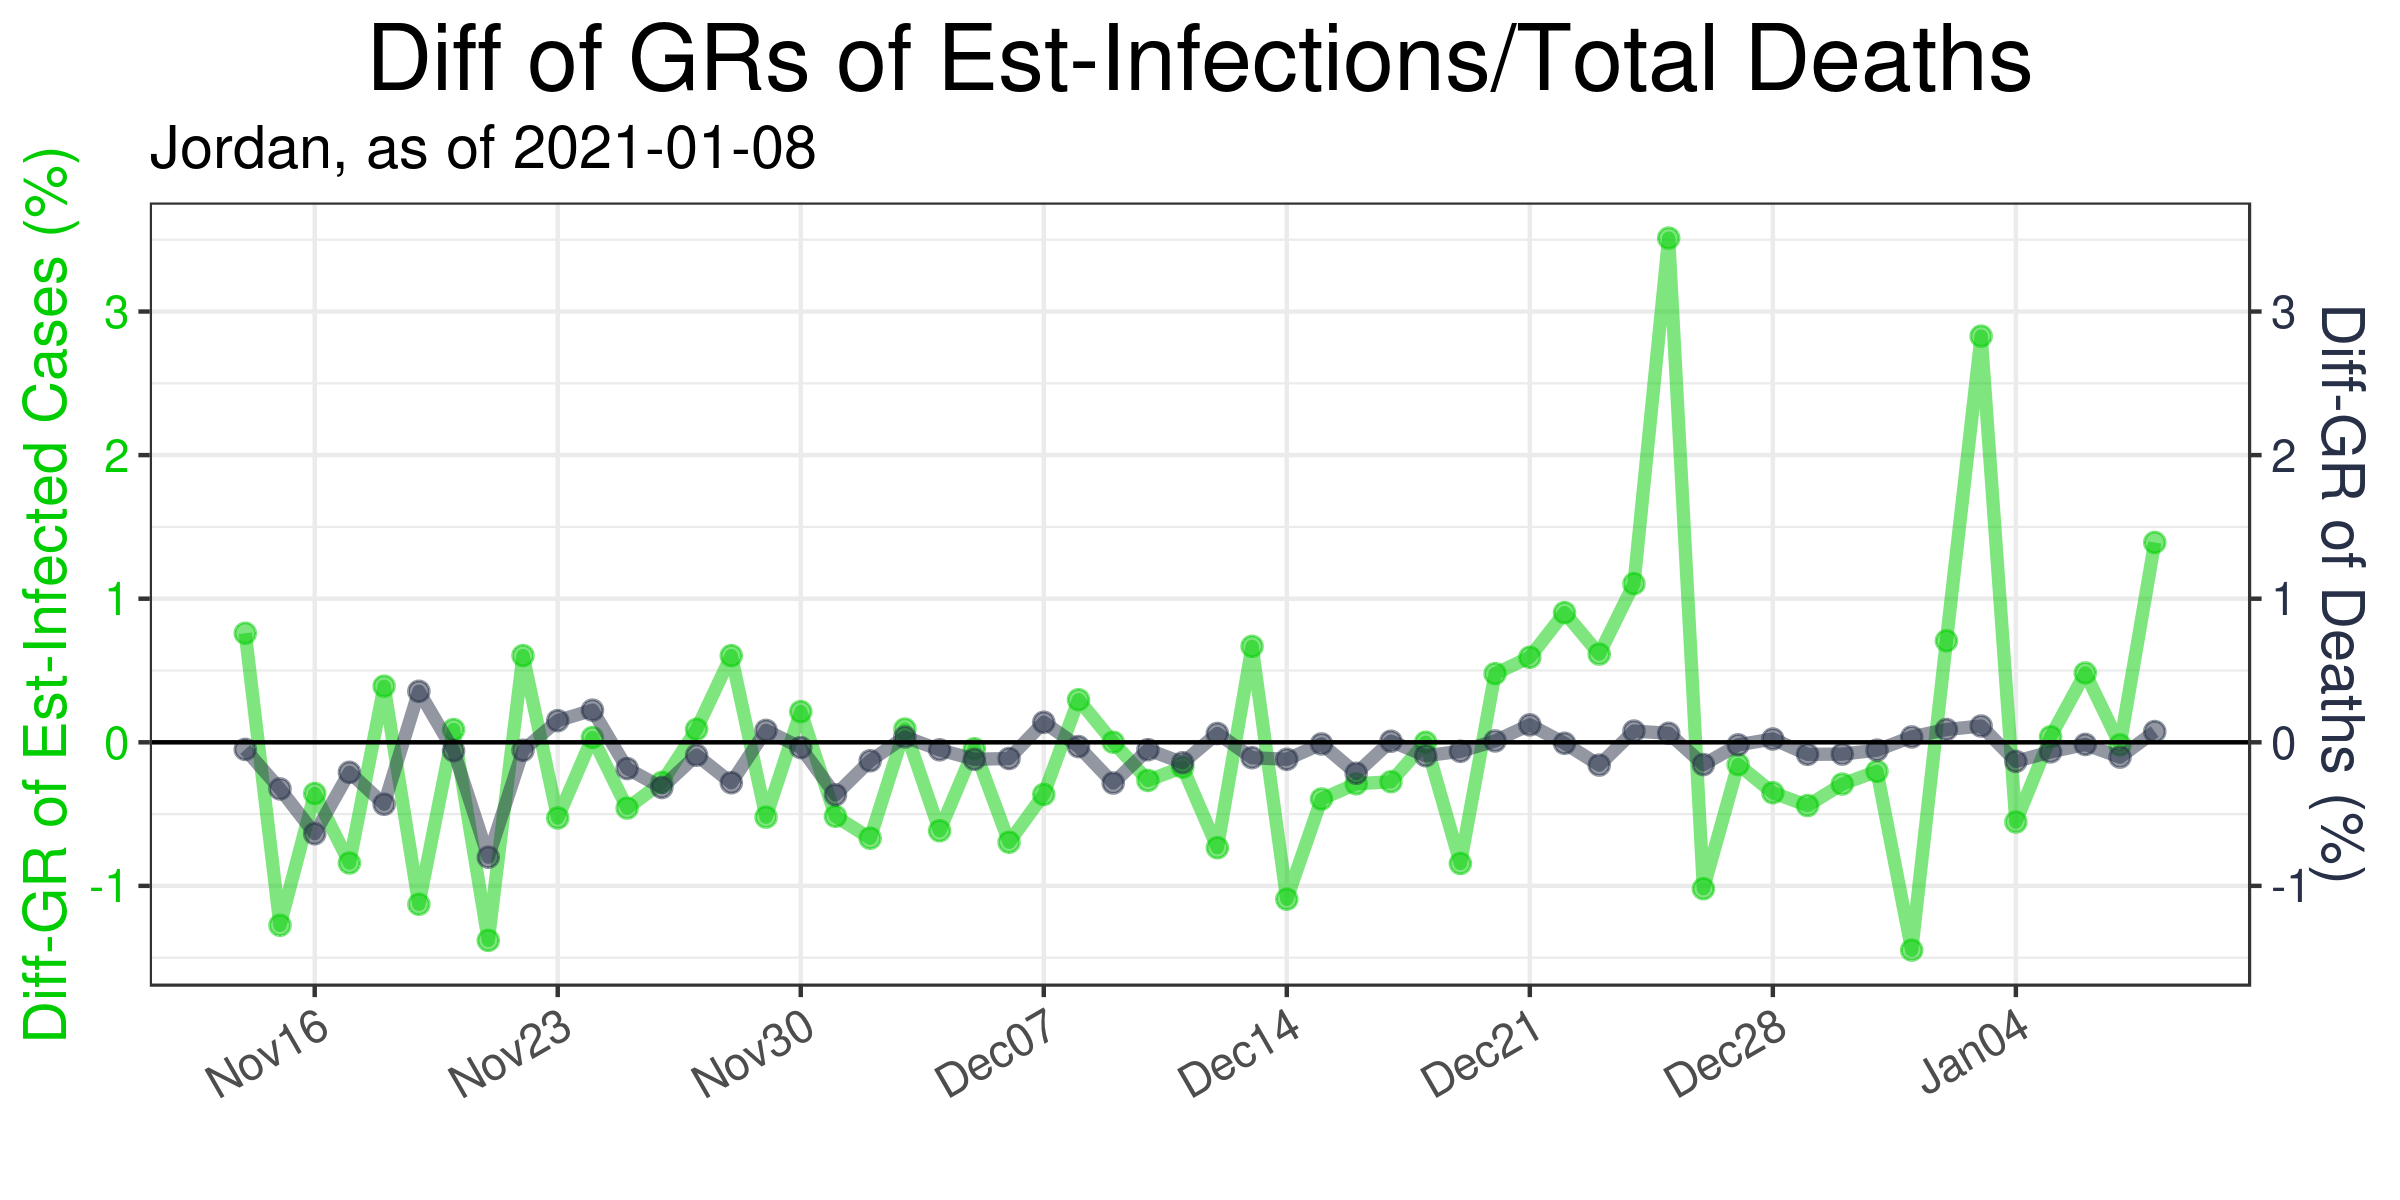 Diff of GRs of Est-Infections/Total Deaths
Jordan, as of 2021-01-08
Diff-GR of Est-Infected Cases (%)
3
2
1
0
-1
3
2
1
0
-1
Diff-GR of Deaths (%)
Nov16
Nov23
Nov30
Dec07
Dec14
Dec21
Dec28
Jan04